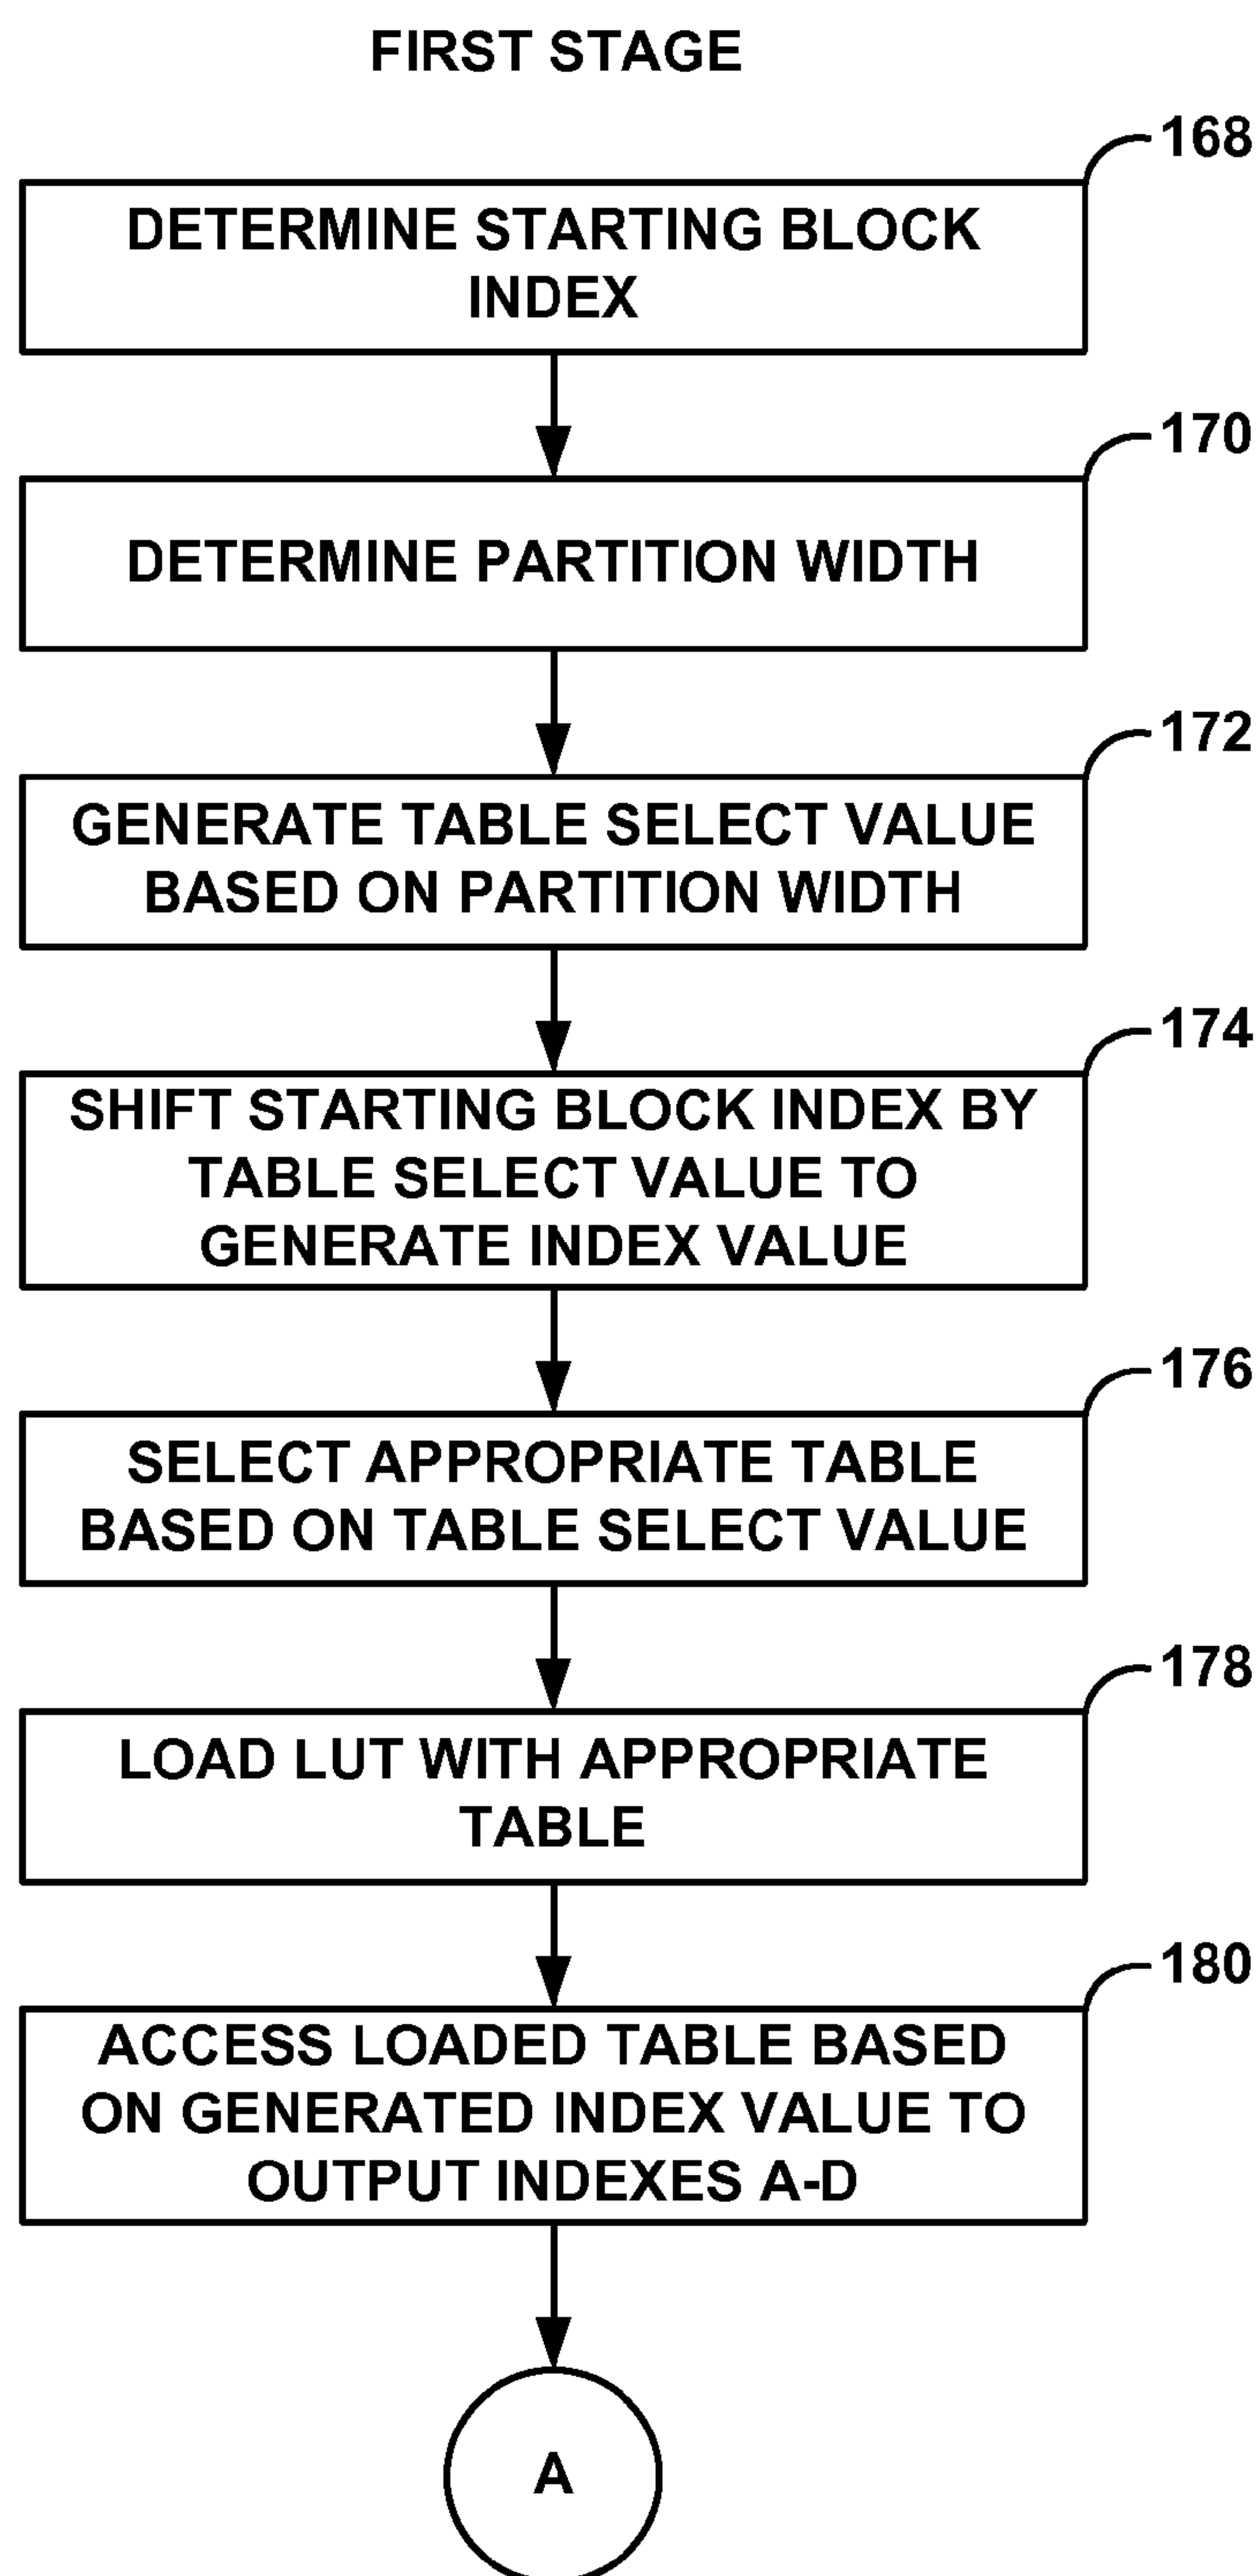 FIRST STAGE
168
DETERMINE STARTING BLOCK
INDEX
170
DETERMINE PARTITION WIDTH
172
GENERATE TABLE SELECT VALUE
BASED ON PARTITION WIDTH
174
SHIFT STARTING BLOCK INDEX BY
TABLE SELECT VALUE TO
GENERATE INDEX VALUE
176
SELECT APPROPRIATE TABLE
BASED ON TABLE SELECT VALUE
178
LOAD LUT WITH APPROPRIATE
TABLE
180
ACCESS LOADED TABLE BASED
ON GENERATED INDEX VALUE TO
OUTPUT INDEXES A-D
A